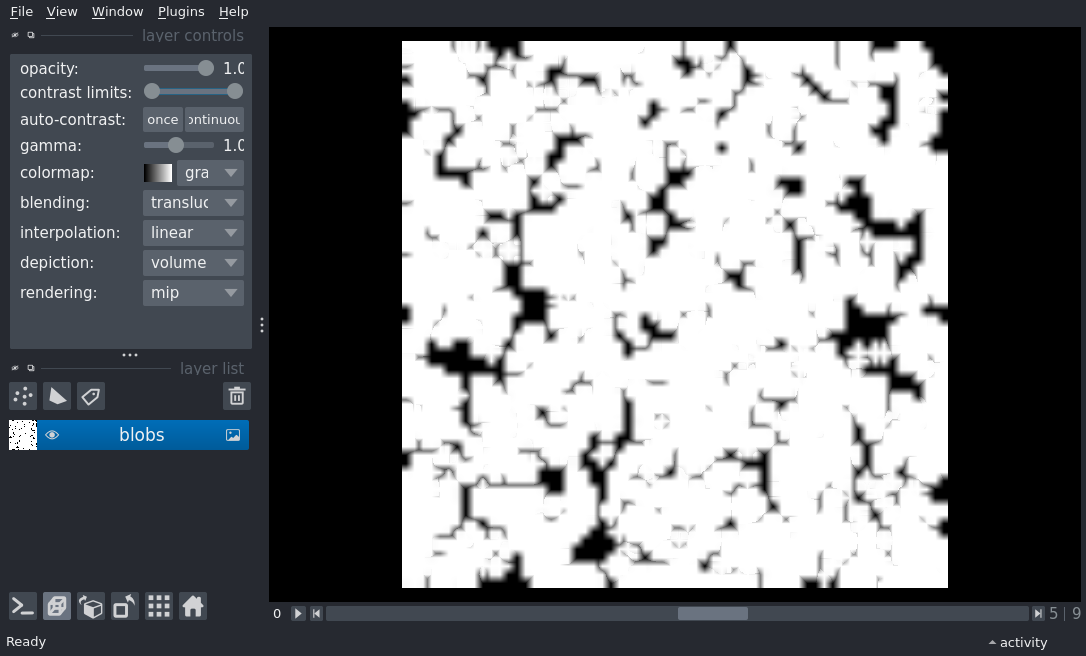 File View Window Plugins Help
layer controls
opacity: 1.0
contrast limits:
auto-contrast: once ontinuou
gamma: 1.0
colormap: gra
blending: transluc
interpolation: linear
depiction: volume
rendering: mip
layer list
blobs
0 5 | 9
Ready activity